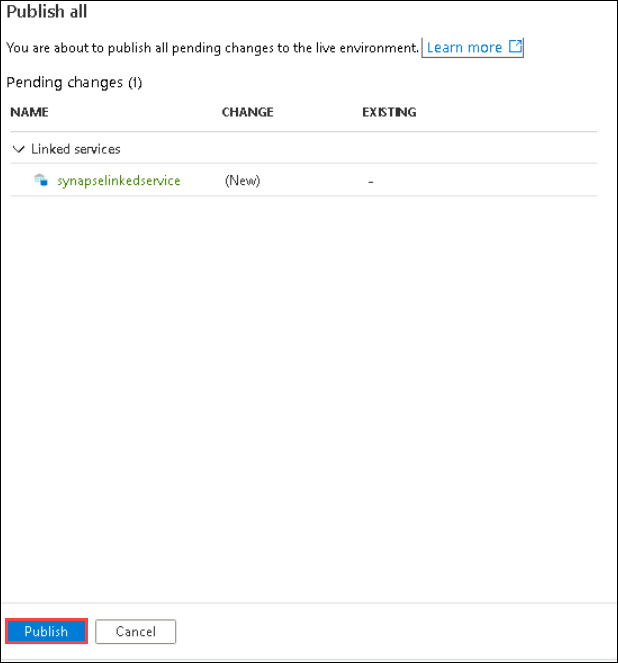 Publish all
You are about to publish all pending changes to the live environment. Learn more
Pending changes (1)
NAME CHANGE EXISTING
Linked services
synapselinkedservice (New) -
Publish Cancel